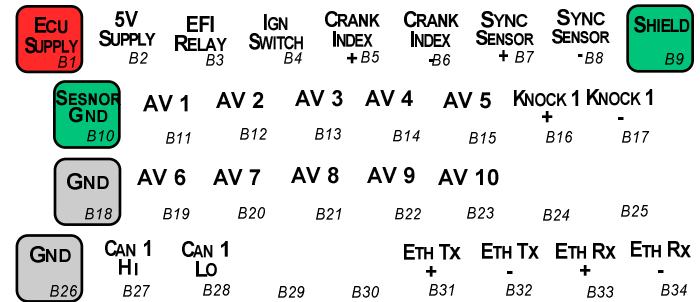 ECU SUPPLY B1
5V SUPPLY B2
EFI RELAY B3
IGN SWITCH B4
CRANK INDEX + B5
CRANK INDEX - B6
SYNC SENSOR + B7
SYNC SENSOR - B8
SHIELD B9
SESNOR GND B10
AV 1 B11
AV 2 B12
AV 3 B13
AV 4 B14
AV 5 B15
KNOCK 1 + B16
KNOCK 1 - B17
GND B18
AV 6 B19
AV 7 B20
AV 8 B21
AV 9 B22
AV 10 B23
B24
B25
GND B26
CAN 1 HI B27
CAN 1 LO B28
B29
B30
ETH TX + B31
ETH TX - B32
ETH RX + B33
ETH RX - B34